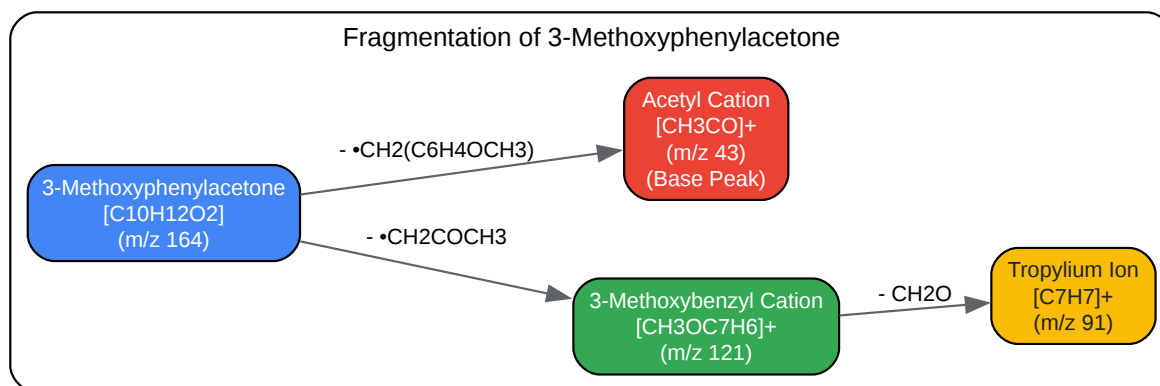 Fragmentation of 3-Methoxyphenylacetone
Acetyl Cation
[CH3CO]+
(m/z 43)
(Base Peak)
- •CH2(C6H4OCH3)
3-Methoxyphenylacetone
[C10H12O2]
(m/z 164)
- •CH2COCH3
3-Methoxybenzyl Cation
[CH3OC7H6]+
(m/z 121)
- CH2O
Tropylium Ion
[C7H7]+
(m/z 91)